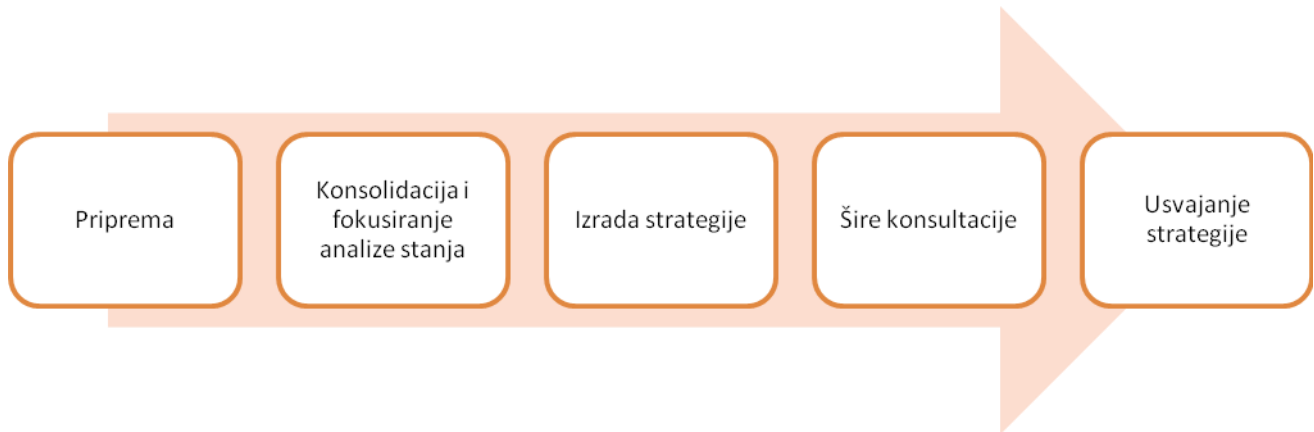 Priprema
Konsolidacija i
fokusiranje
analize stanja
Izrada strategije
Šire konsultacije
Usvajanje
strategije